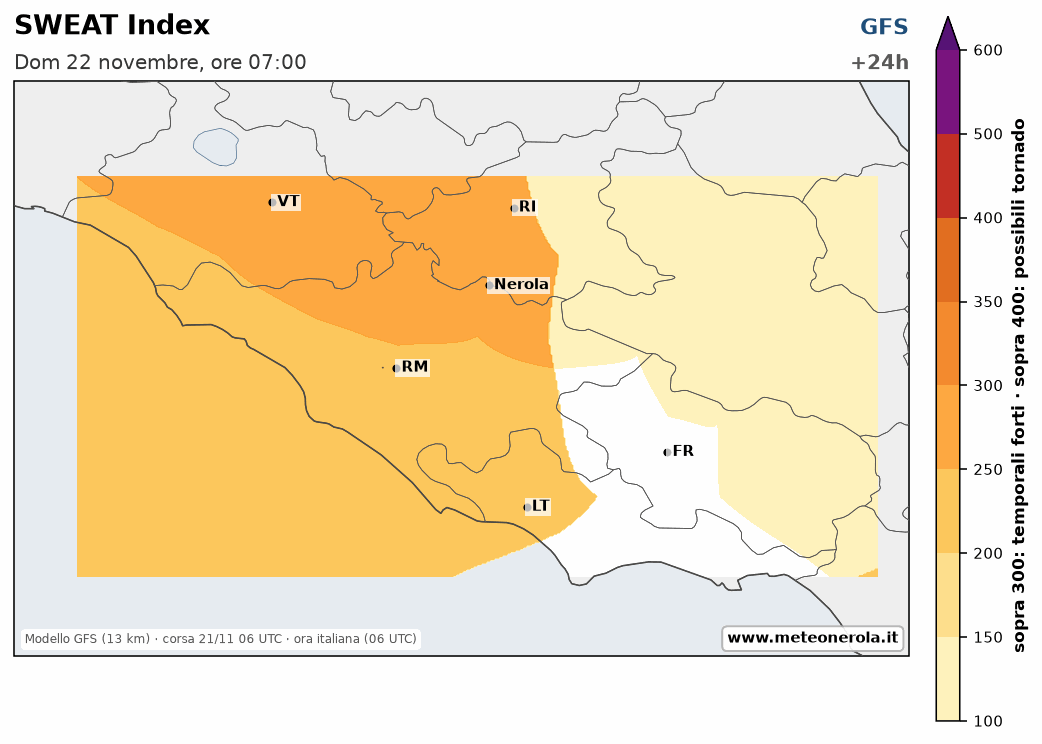 SWEAT Index
GFS
Dom 22 novembre, ore 07:00
+24h
VT
RI
Nerola
RM
FR
LT
Modello GFS (13 km) · corsa 21/11 06 UTC · ora italiana (06 UTC)
www.meteonerola.it
600
500
400
350
300
250
200
150
100
sopra 300: temporali forti · sopra 400: possibili tornado